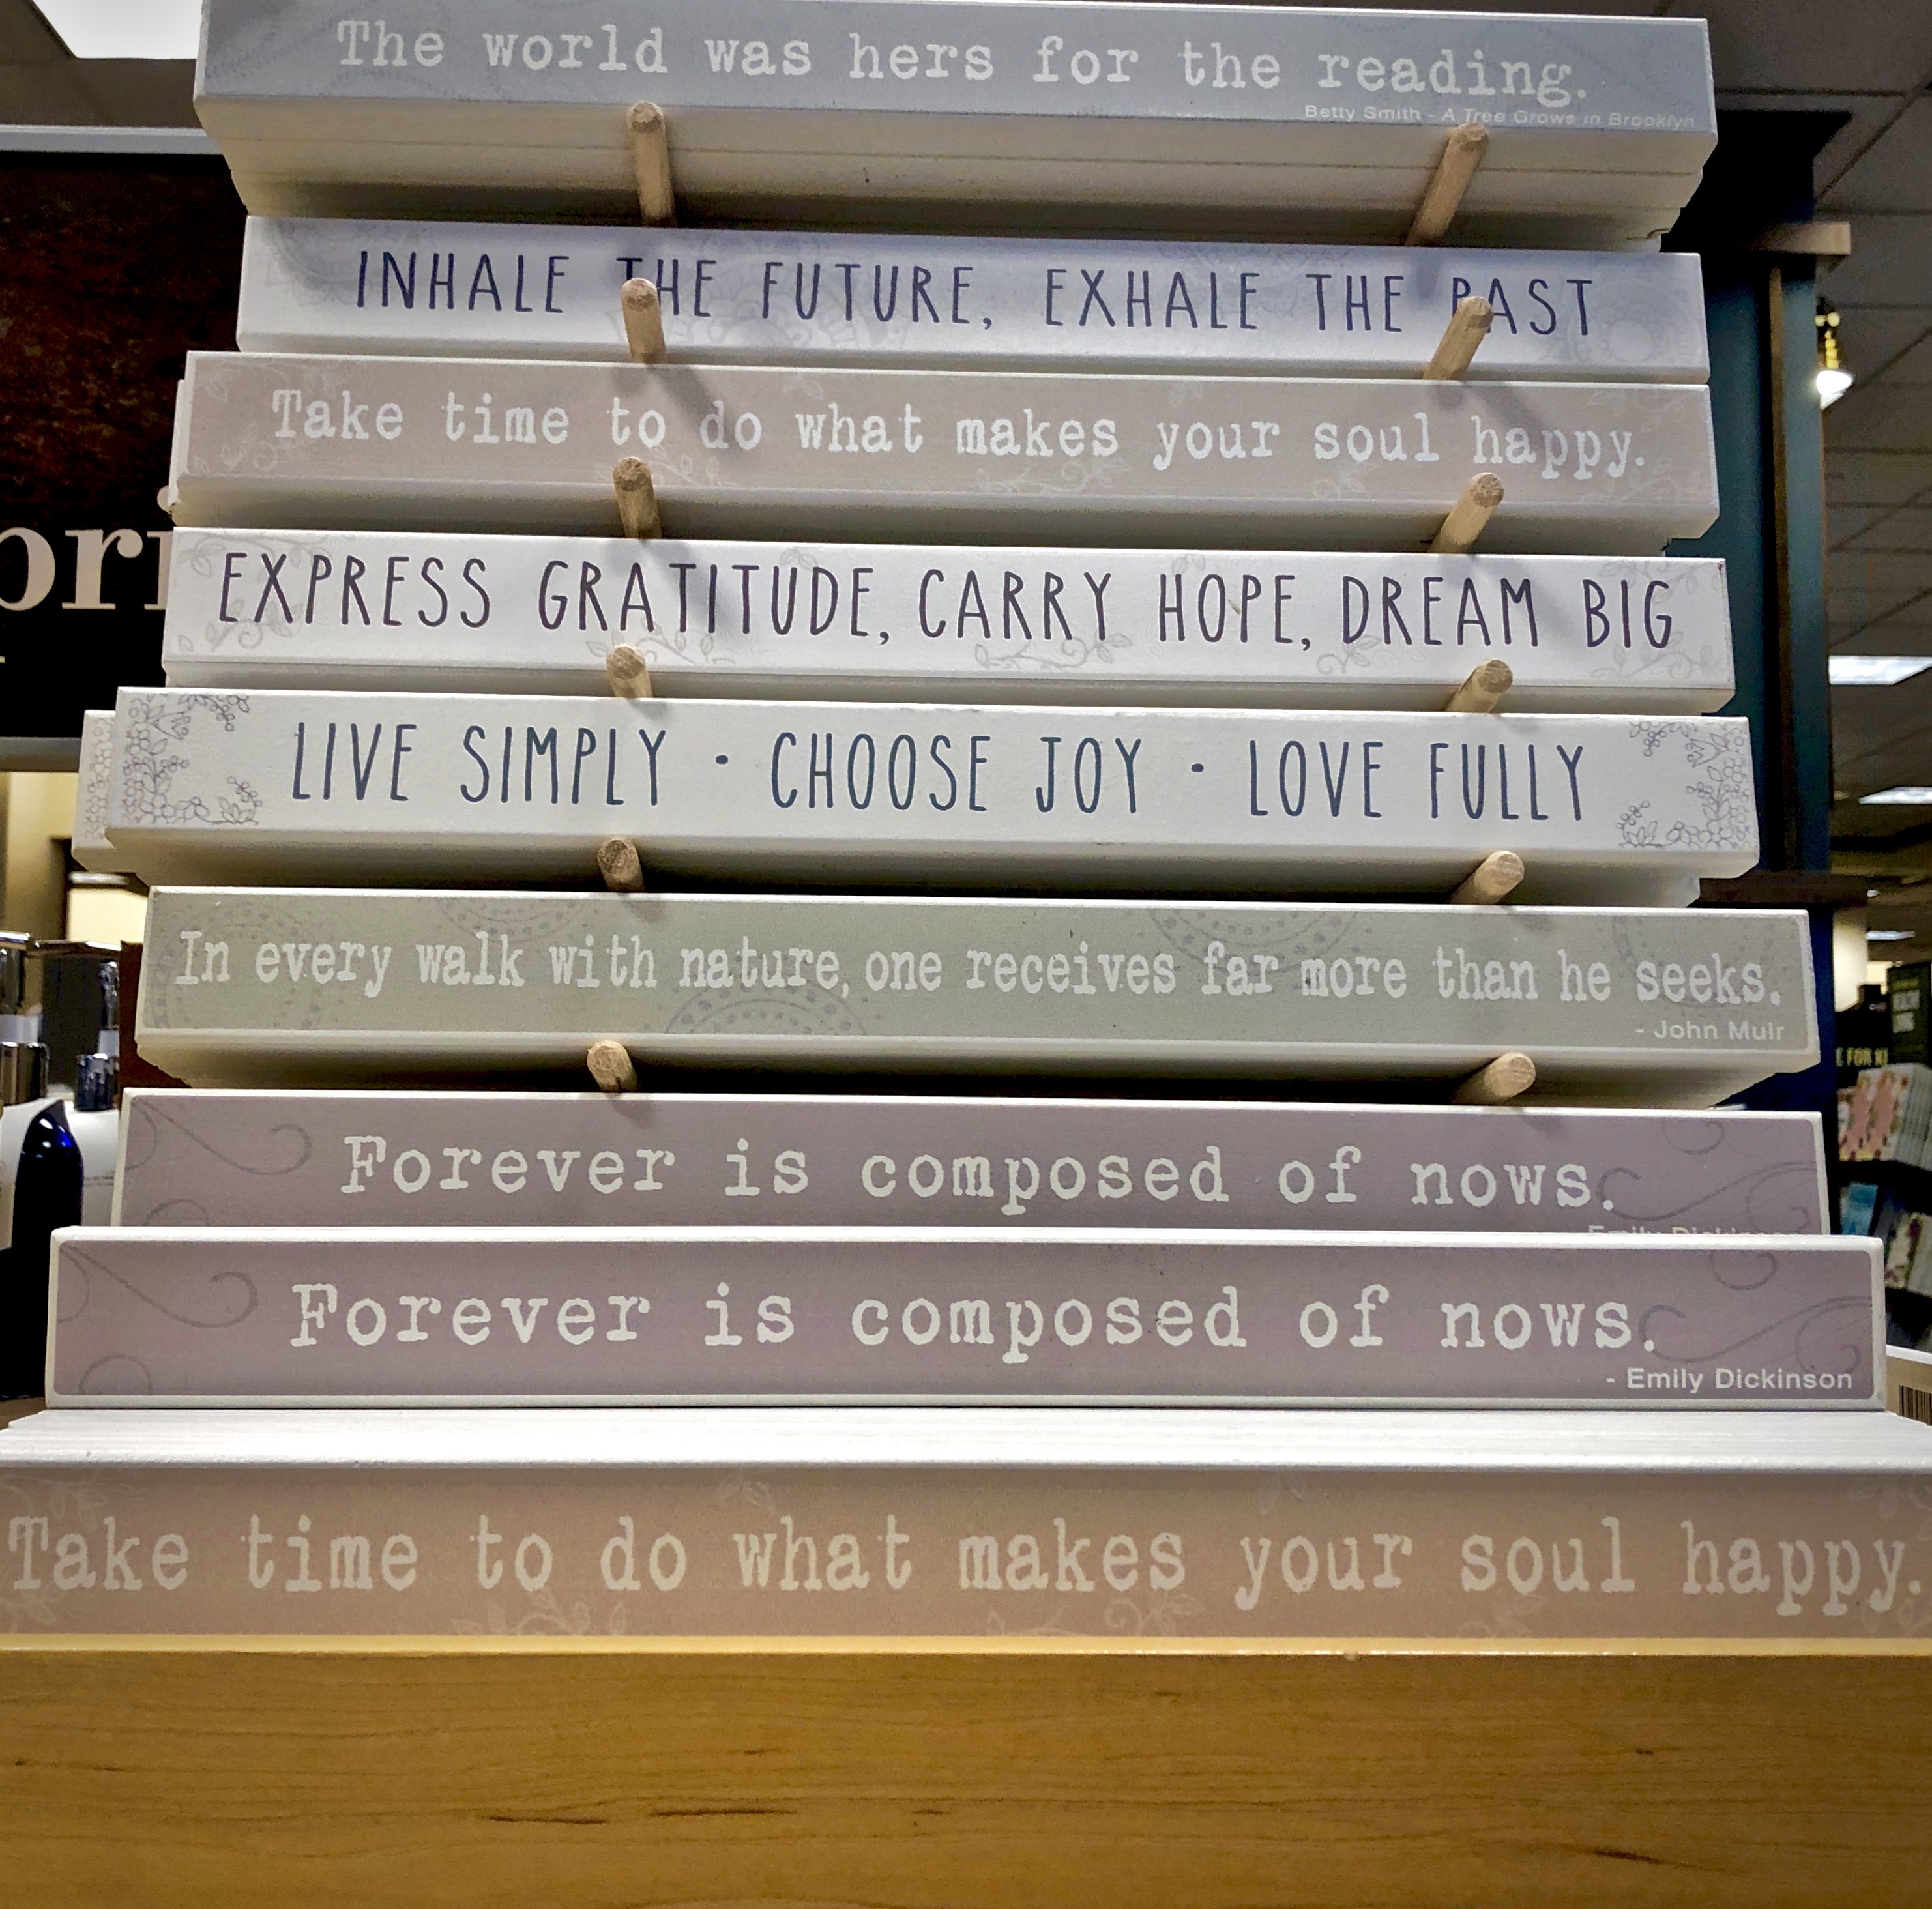 The world was hers for the reading.
Betty Smith - A Tree Grows in Brooklyn
INHALE THE FUTURE, EXHALE THE PAST
Take time to do what makes your soul happy.
EXPRESS GRATITUDE, CARRY HOPE, DREAM BIG
LIVE SIMPLY · CHOOSE JOY · LOVE FULLY
In every walk with nature, one receives far more than he seeks.
- John Muir
Forever is composed of nows.
Forever is composed of nows.
- Emily Dickinson
Take time to do what makes your soul happy.